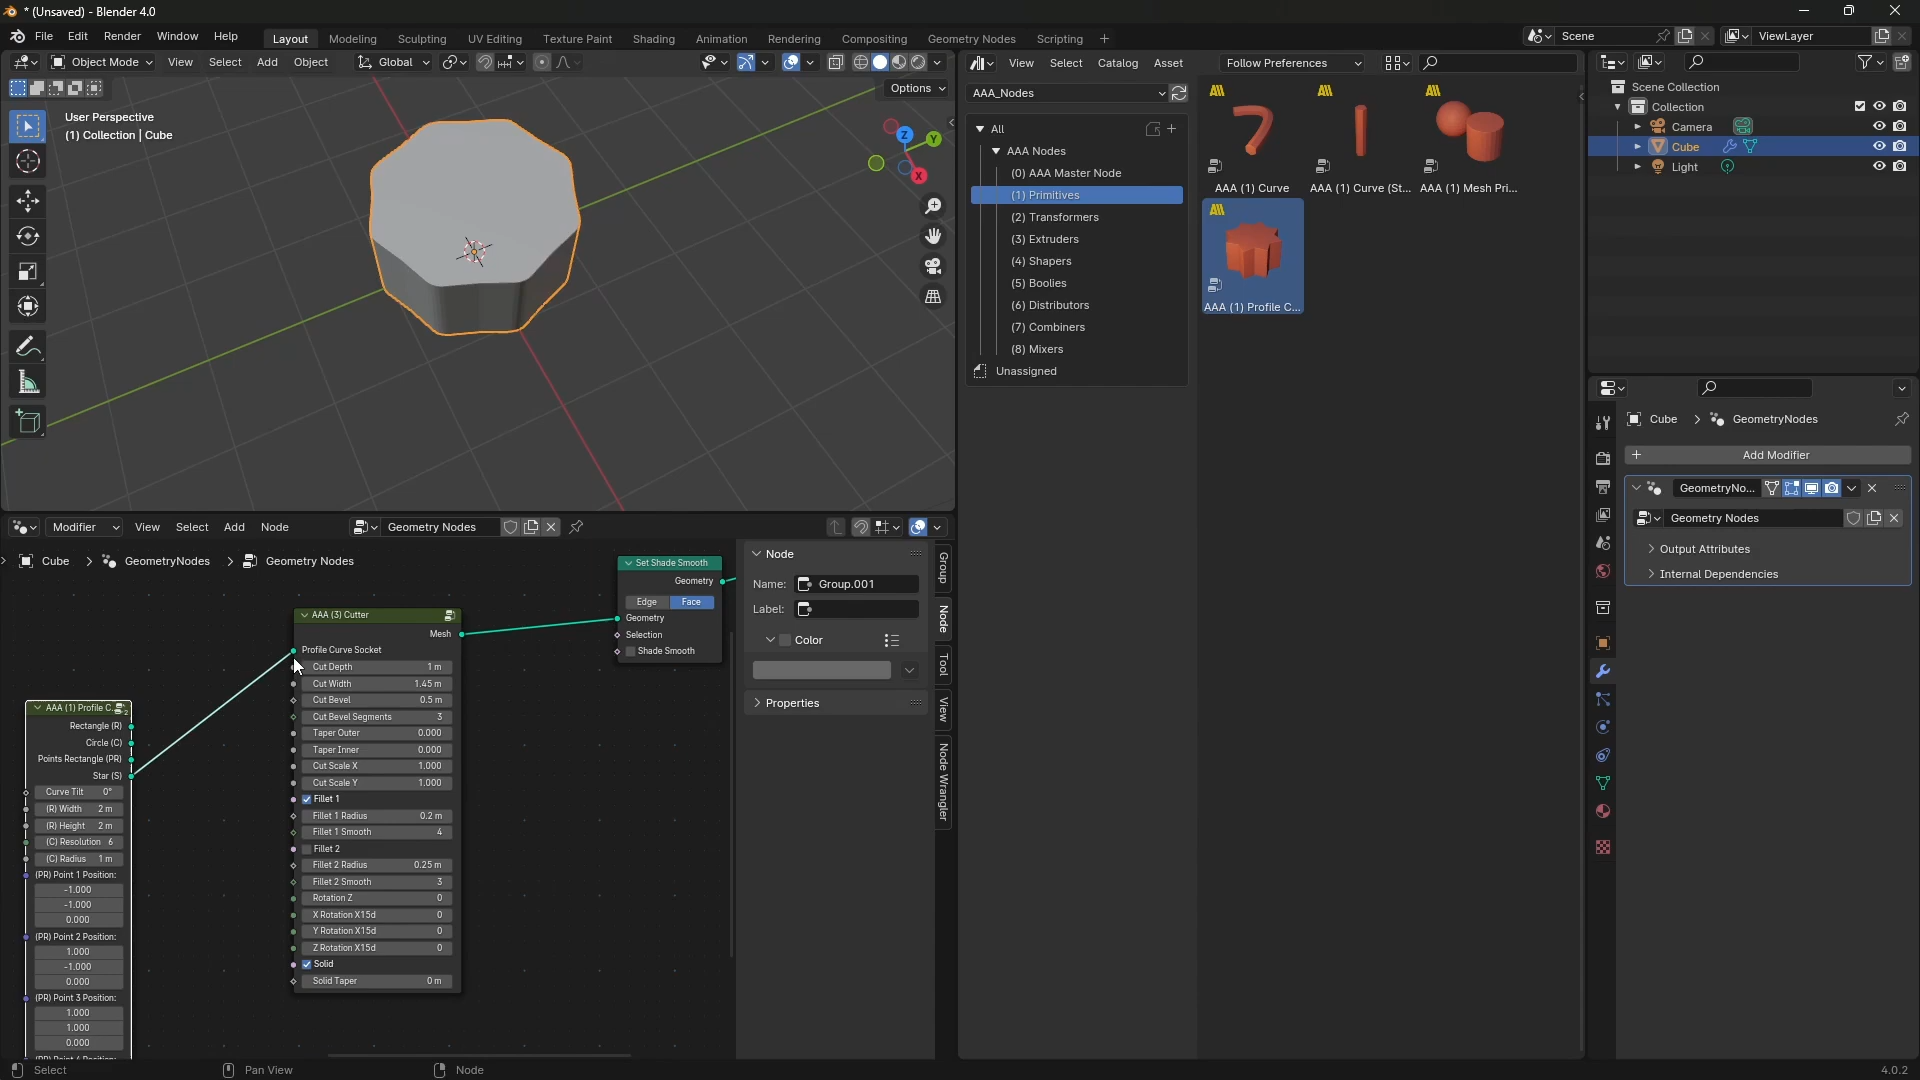 * (Unsaved) - Blender 4.0
File Edit Render Window Help
Layout Modeling Sculpting UV Editing Texture Paint Shading Animation Rendering Compositing Geometry Nodes Scripting +
Scene ViewLayer
Object Mode View Select Add Object Global
Options
User Perspective
(1) Collection | Cube
Z
Y
X
View Select Catalog Asset Follow Preferences
AAA_Nodes
All
AAA Nodes
(0) AAA Master Node
(1) Primitives
(2) Transformers
(3) Extruders
(4) Shapers
(5) Boolies
(6) Distributors
(7) Combiners
(8) Mixers
Unassigned
AAA (1) Curve
AAA (1) Curve (St...
AAA (1) Mesh Pri...
AAA (1) Profile C...
Scene Collection
Collection
Camera
Cube
Light
Cube > GeometryNodes
Add Modifier
GeometryNo...
Geometry Nodes
Output Attributes
Internal Dependencies
Modifier View Select Add Node Geometry Nodes
Cube > GeometryNodes > Geometry Nodes
AAA (1) Profile C...
Rectangle (R)
Circle (C)
Points Rectangle (PR)
Star (S)
Curve Tilt 0°
(R) Width 2 m
(R) Height 2 m
(C) Resolution 6
(C) Radius 1 m
(PR) Point 1 Position:
-1.000
-1.000
0.000
(PR) Point 2 Position:
1.000
-1.000
0.000
(PR) Point 3 Position:
1.000
1.000
0.000
(PR) Point 4 Position:
AAA (3) Cutter
Mesh
Profile Curve Socket
Cut Depth 1 m
Cut Width 1.45 m
Cut Bevel 0.5 m
Cut Bevel Segments 3
Taper Outer 0.000
Taper Inner 0.000
Cut Scale X 1.000
Cut Scale Y 1.000
Fillet 1
Fillet 1 Radius 0.2 m
Fillet 1 Smooth 4
Fillet 2
Fillet 2 Radius 0.25 m
Fillet 2 Smooth 3
Rotation Z 0
X Rotation X15d 0
Y Rotation X15d 0
Z Rotation X15d 0
Solid
Solid Taper 0 m
Set Shade Smooth
Geometry
Edge Face
Geometry
Selection
Shade Smooth
Node
Name: Group.001
Label:
Color
Properties
Group
Node
Tool
View
Node Wrangler
Select Pan View Node
4.0.2